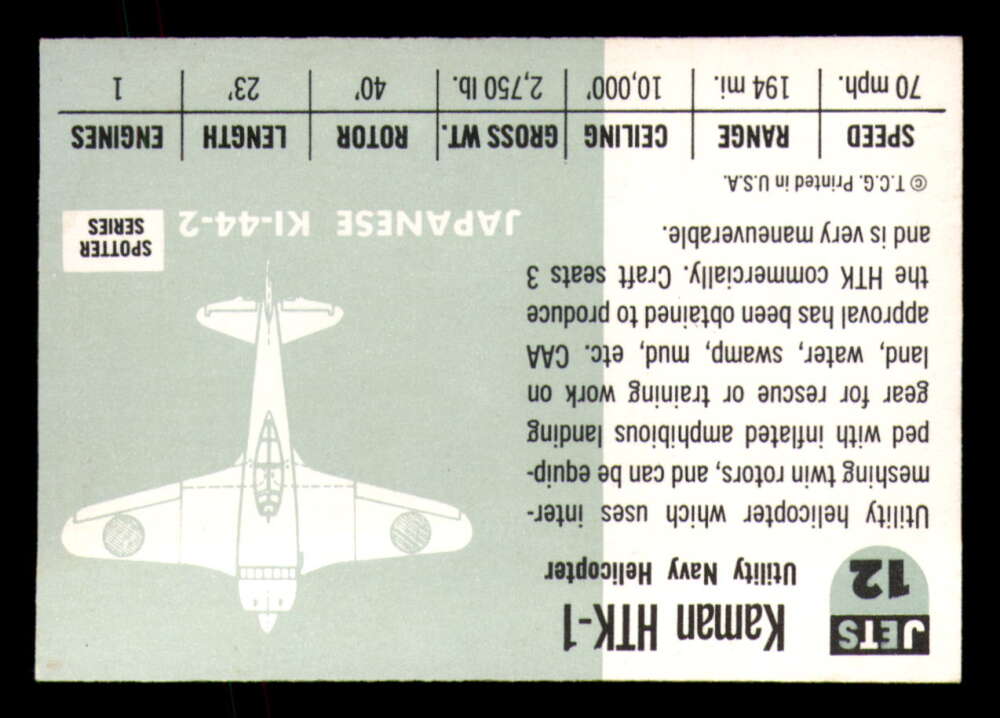 JETS
12
Kaman HTK-1
Utility Navy Helicopter
Utility helicopter which uses inter-
meshing twin rotors, and can be equip-
ped with inflated amphibious landing
gear for rescue or training work on
land, water, swamp, mud, etc. CAA
approval has been obtained to produce
the HTK commercially. Craft seats 3
and is very maneuverable.
© T.C.G. Printed in U.S.A.
JAPANESE KI-44-2
SPOTTER
SERIES
SPEED RANGE CEILING GROSS WT. ROTOR LENGTH ENGINES
70 mph. 194 mi. 10,000' 2,750 lb. 40' 23' 1